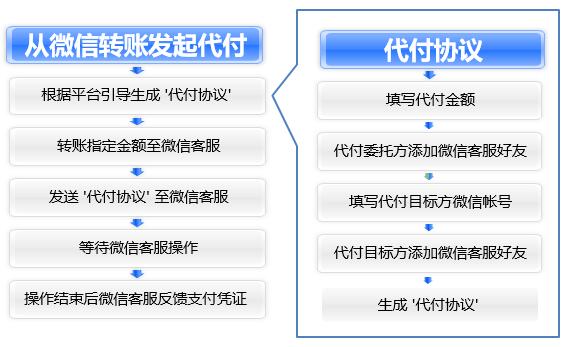 从微信转账发起代付
根据平台引导生成 '代付协议'
转账指定金额至微信客服
发送 '代付协议' 至微信客服
等待微信客服操作
操作结束后微信客服反馈支付凭证
代付协议
填写代付金额
代付委托方添加微信客服好友
填写代付目标方微信帐号
代付目标方添加微信客服好友
生成 '代付协议'